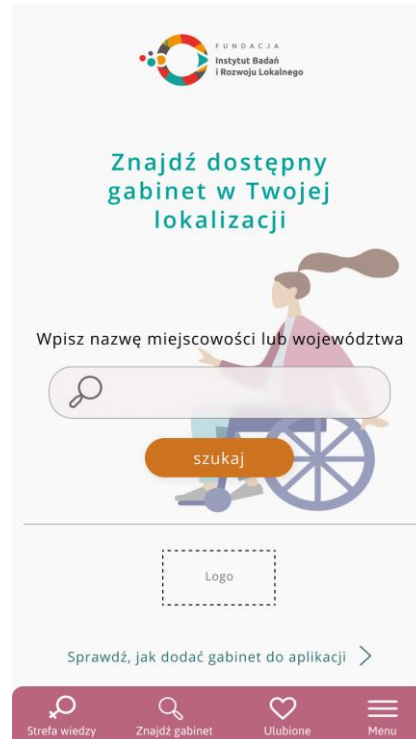 FUNDACJA
Instytut Badań
i Rozwoju Lokalnego
Znajdź dostępny
gabinet w Twojej
lokalizacji
Wpisz nazwę miejscowości lub województwa
szukaj
Logo
Sprawdź, jak dodać gabinet do aplikacji
Strefa wiedzy Znajdź gabinet Ulubione Menu